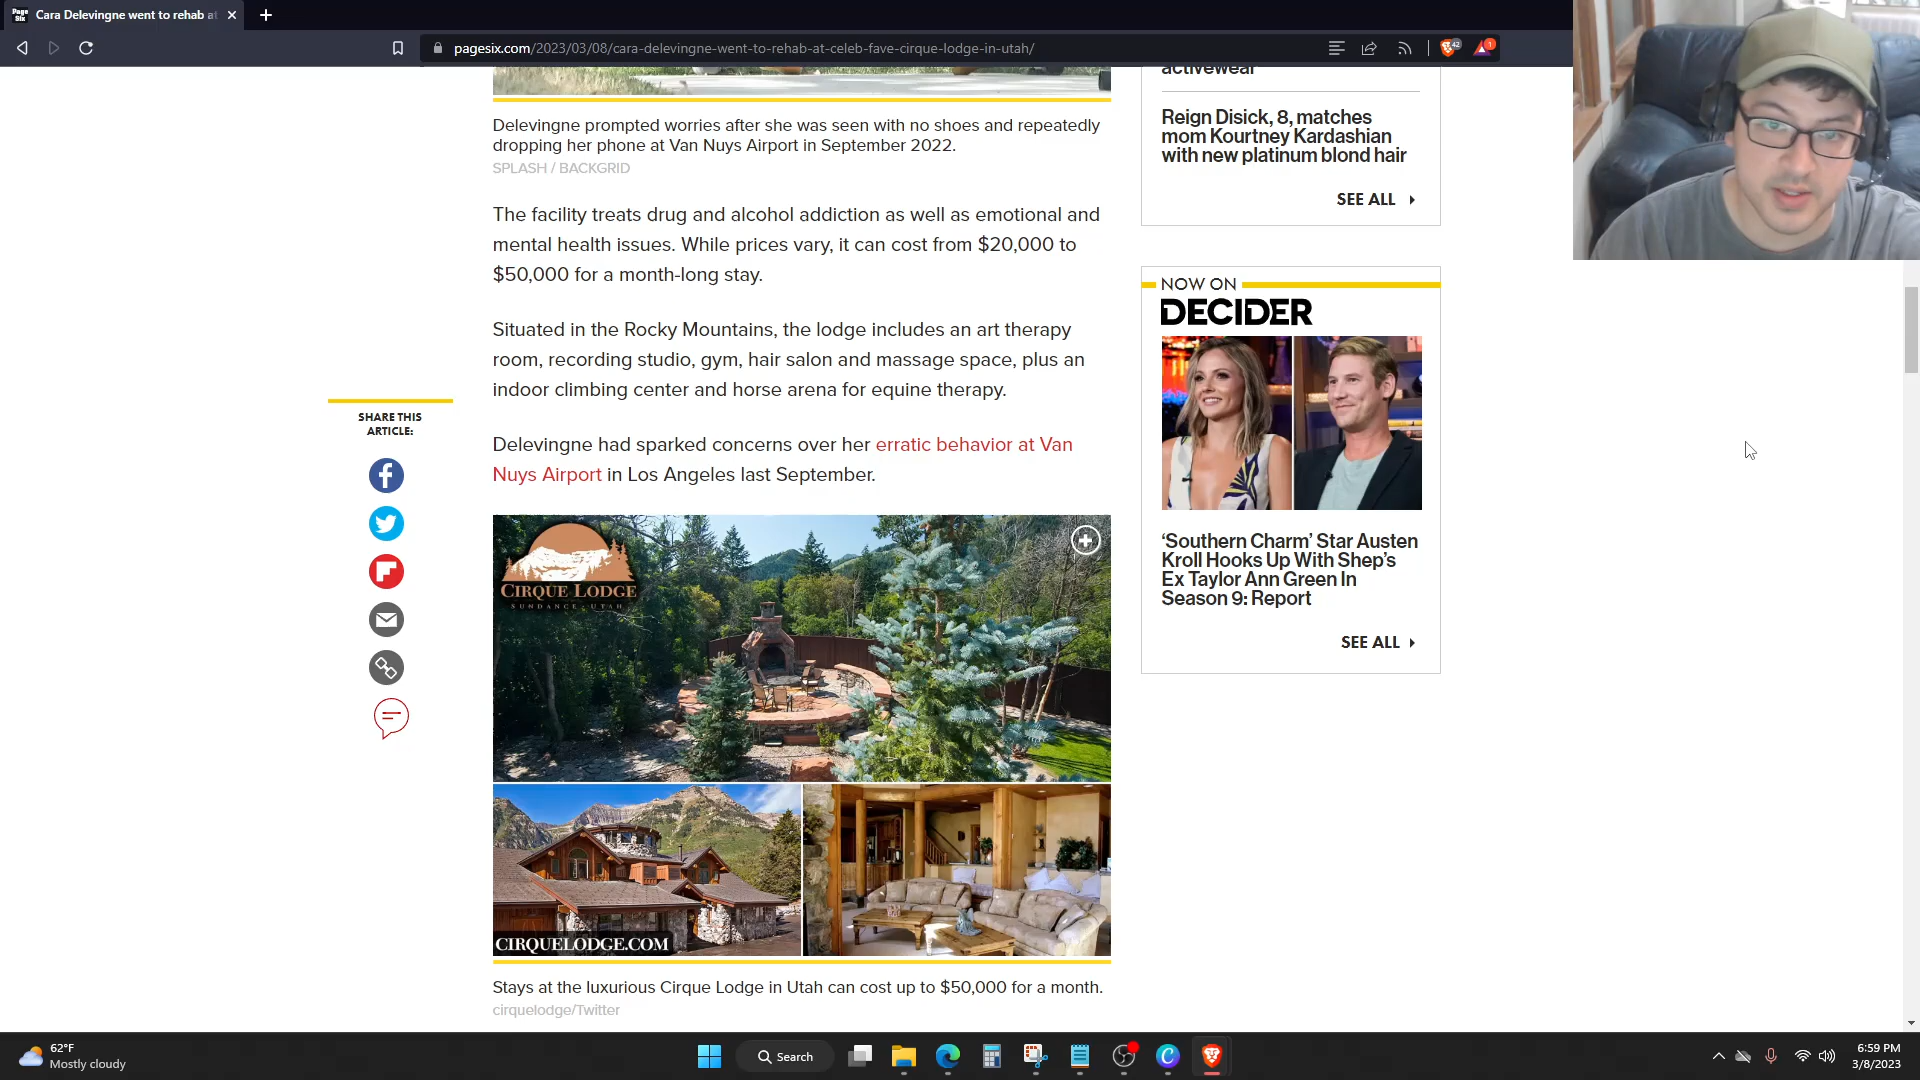 Page Six Cara Delevingne went to rehab at
pagesix.com/2023/03/08/cara-delevingne-went-to-rehab-at-celeb-fave-cirque-lodge-in-utah/
42
1
activewear
Delevingne prompted worries after she was seen with no shoes and repeatedly
dropping her phone at Van Nuys Airport in September 2022.
SPLASH / BACKGRID
The facility treats drug and alcohol addiction as well as emotional and
mental health issues. While prices vary, it can cost from $20,000 to
$50,000 for a month-long stay.
Situated in the Rocky Mountains, the lodge includes an art therapy
room, recording studio, gym, hair salon and massage space, plus an
indoor climbing center and horse arena for equine therapy.
Delevingne had sparked concerns over her erratic behavior at Van
Nuys Airport in Los Angeles last September.
CIRQUE LODGE
SUNDANCE • UTAH
CIRQUELODGE.COM
Stays at the luxurious Cirque Lodge in Utah can cost up to $50,000 for a month.
cirquelodge/Twitter
SHARE THIS
ARTICLE:
Reign Disick, 8, matches
mom Kourtney Kardashian
with new platinum blond hair
SEE ALL
NOW ON
DECIDER
‘Southern Charm’ Star Austen
Kroll Hooks Up With Shep’s
Ex Taylor Ann Green In
Season 9: Report
SEE ALL
62°F
Mostly cloudy
Search
6:59 PM
3/8/2023